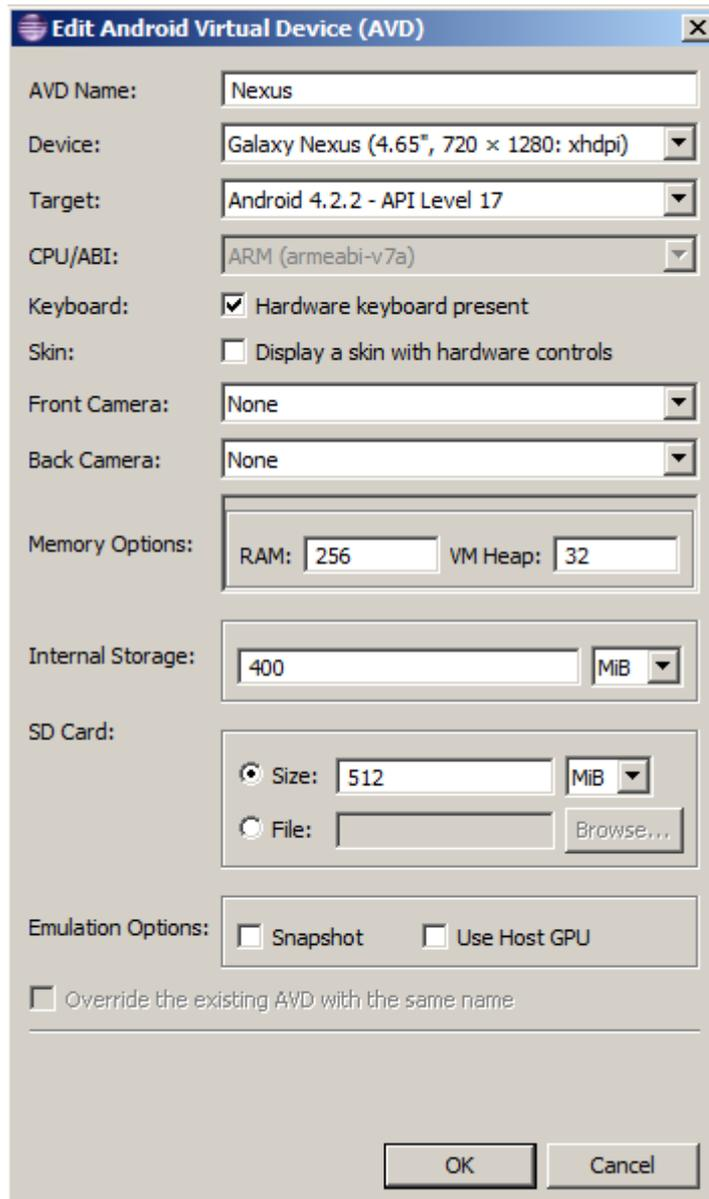 Edit Android Virtual Device (AVD)
AVD Name: Nexus
Device: Galaxy Nexus (4.65", 720 × 1280: xhdpi)
Target: Android 4.2.2 - API Level 17
CPU/ABI: ARM (armeabi-v7a)
Keyboard: Hardware keyboard present
Skin: Display a skin with hardware controls
Front Camera: None
Back Camera: None
Memory Options: RAM: 256 VM Heap: 32
Internal Storage: 400 MiB
SD Card:
Size: 512 MiB
File: Browse...
Emulation Options: Snapshot Use Host GPU
Override the existing AVD with the same name
OK Cancel